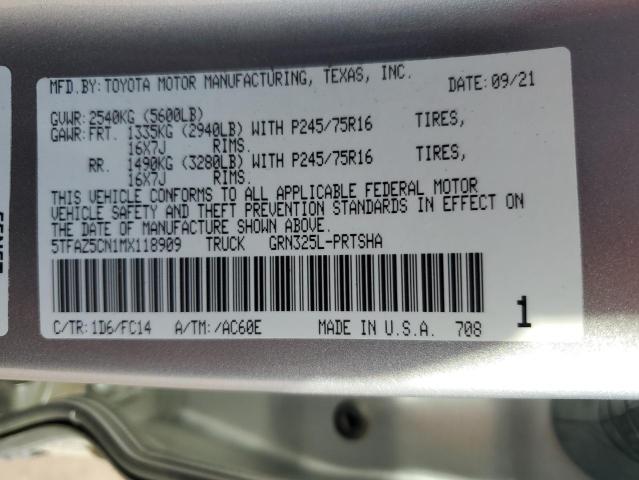 MFD.BY:TOYOTA MOTOR MANUFACTURING, TEXAS, INC. DATE:09/21
GVWR:2540KG (5600LB)
GAWR:FRT. 1335KG (2940LB) WITH P245/75R16 TIRES,
16X7J RIMS.
RR. 1490KG (3280LB) WITH P245/75R16 TIRES,
16X7J RIMS.
THIS VEHICLE CONFORMS TO ALL APPLICABLE FEDERAL MOTOR
VEHICLE SAFETY AND THEFT PREVENTION STANDARDS IN EFFECT ON
THE DATE OF MANUFACTURE SHOWN ABOVE.
5TFAZ5CN1MX118909 TRUCK GRN325L-PRTSHA
C/TR:1D6/FC14 A/TM:/AC60E MADE IN U.S.A. 708 1